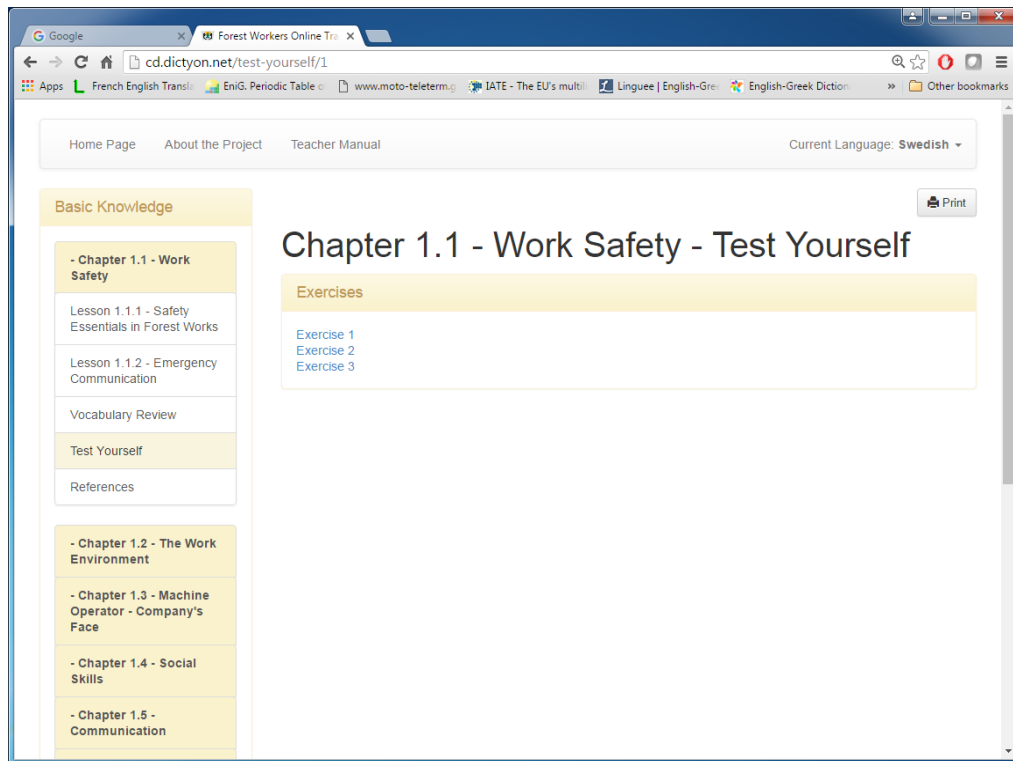 Google
Forest Workers Online Tra
cd.dictyon.net/test-yourself/1
Apps
French English Transla
EniG. Periodic Table o
www.moto-teleterm.g
IATE - The EU's multil
Linguee | English-Gre
English-Greek Diction
»
Other bookmarks
Home Page
About the Project
Teacher Manual
Current Language: Swedish
Print
Basic Knowledge
- Chapter 1.1 - Work
Safety
Lesson 1.1.1 - Safety
Essentials in Forest Works
Lesson 1.1.2 - Emergency
Communication
Vocabulary Review
Test Yourself
References
- Chapter 1.2 - The Work
Environment
- Chapter 1.3 - Machine
Operator - Company's
Face
- Chapter 1.4 - Social
Skills
- Chapter 1.5 -
Communication
Chapter 1.1 - Work Safety - Test Yourself
Exercises
Exercise 1
Exercise 2
Exercise 3